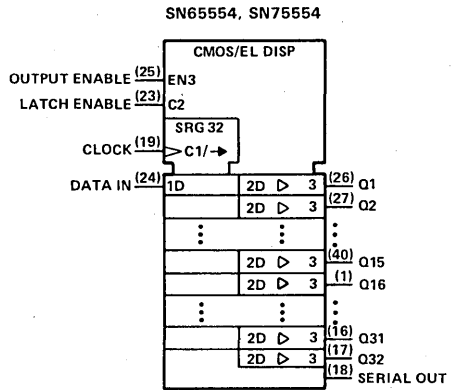 SN65554, SN75554
CMOS/EL DISP
OUTPUT ENABLE (25) EN3
LATCH ENABLE (23) C2
SRG 32
CLOCK (19) C1/→
DATA IN (24) 1D 2D ▷ 3 (26) Q1
2D ▷ 3 (27) Q2
2D ▷ 3 (40) Q15
2D ▷ 3 (1) Q16
2D ▷ 3 (16) Q31
2D ▷ 3 (17) Q32
(18) SERIAL OUT